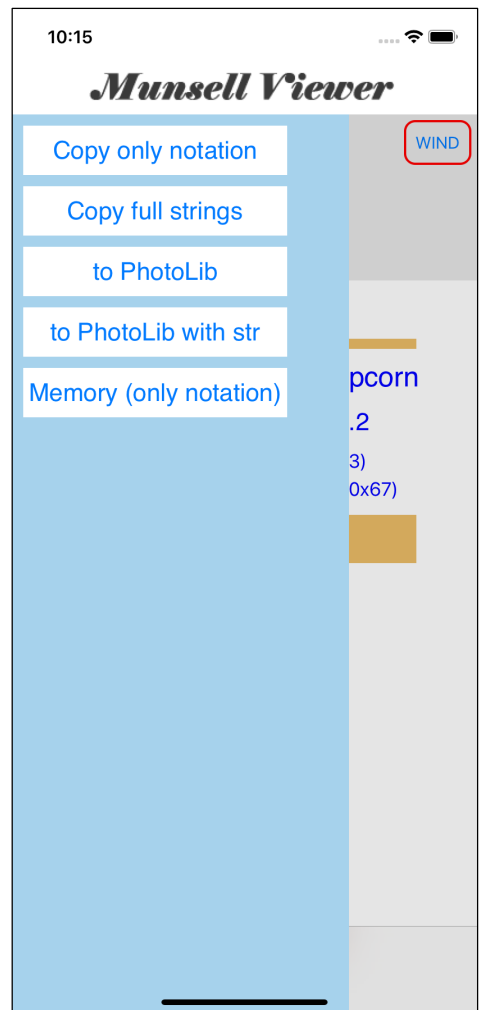 10:15
Munsell Viewer
WIND
Copy only notation
Copy full strings
to PhotoLib
to PhotoLib with str
Memory (only notation)
pcorn
.2
3)
0x67)